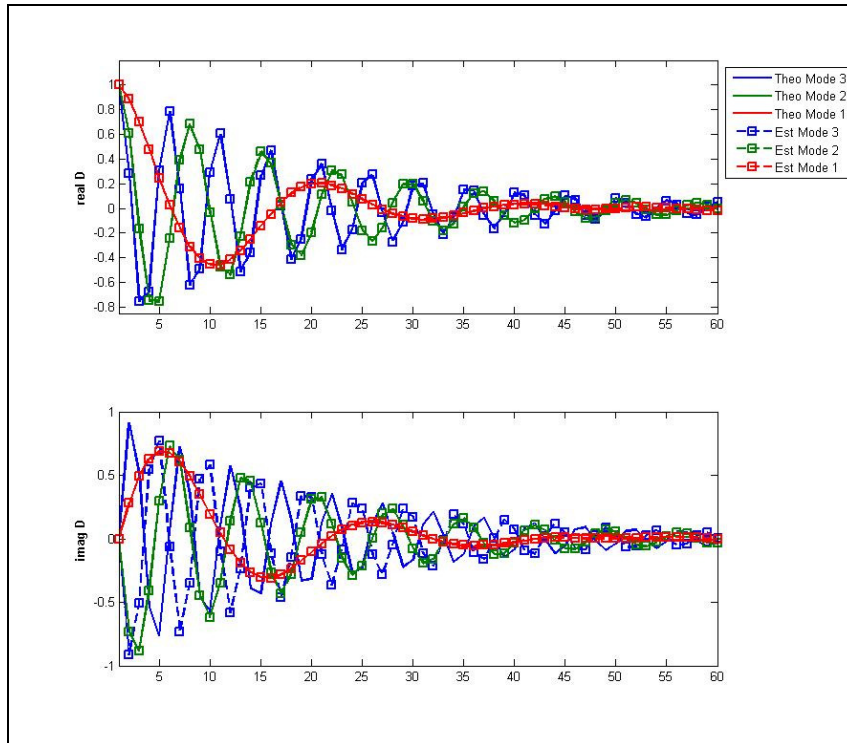 Theo Mode 3
Theo Mode 2
Theo Mode 1
Est Mode 3
Est Mode 2
Est Mode 1
real D
1
0.8
0.6
0.4
0.2
0
-0.2
-0.4
-0.6
-0.8
5 10 15 20 25 30 35 40 45 50 55 60
imag D
1
0.5
0
-0.5
-1
5 10 15 20 25 30 35 40 45 50 55 60